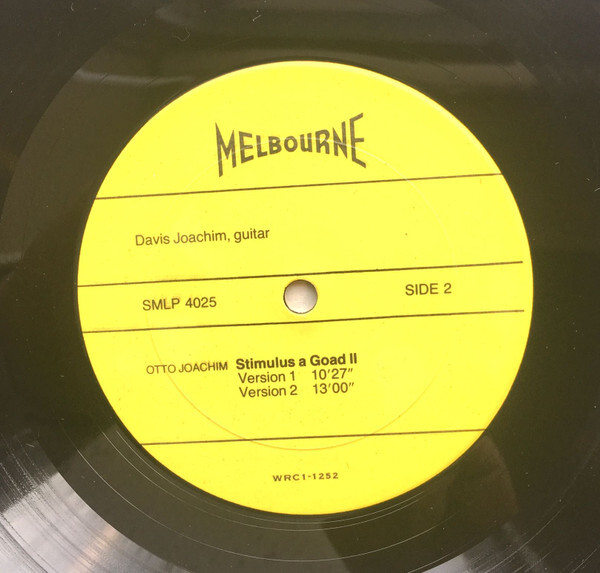 MELBOURNE
Davis Joachim, guitar
SMLP 4025 SIDE 2
OTTO JOACHIM Stimulus a Goad II
Version 1 10'27"
Version 2 13'00"
WRC1-1252